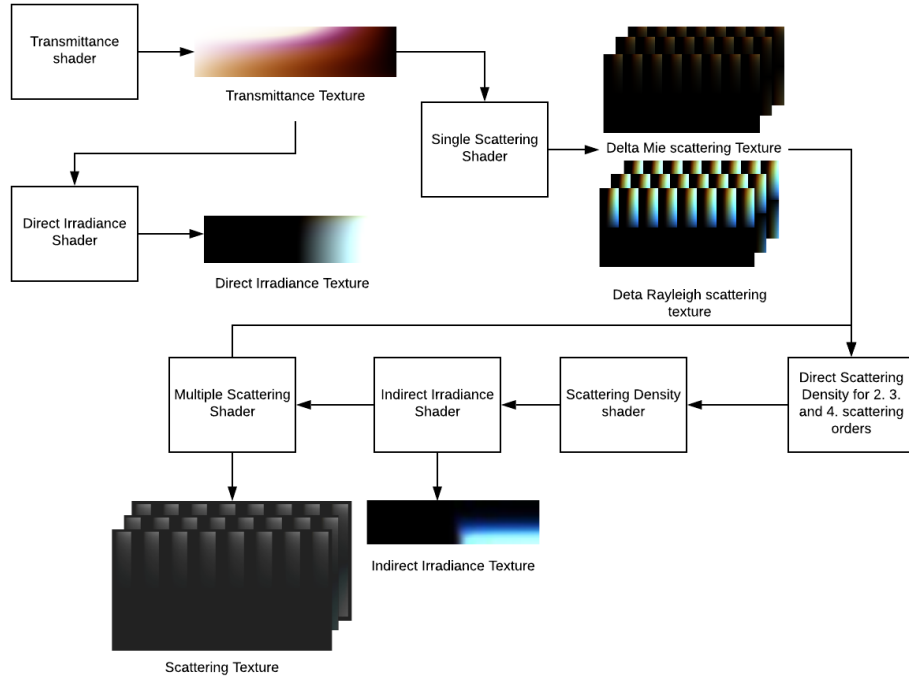 Transmittance
shader
Transmittance Texture
Single Scattering
Shader
Delta Mie scattering Texture
Direct Irradiance
Shader
Direct Irradiance Texture
Deta Rayleigh scattering
texture
Multiple Scattering
Shader
Indirect Irradiance
Shader
Scattering Density
shader
Direct Scattering
Density for 2. 3.
and 4. scattering
orders
Indirect Irradiance Texture
Scattering Texture